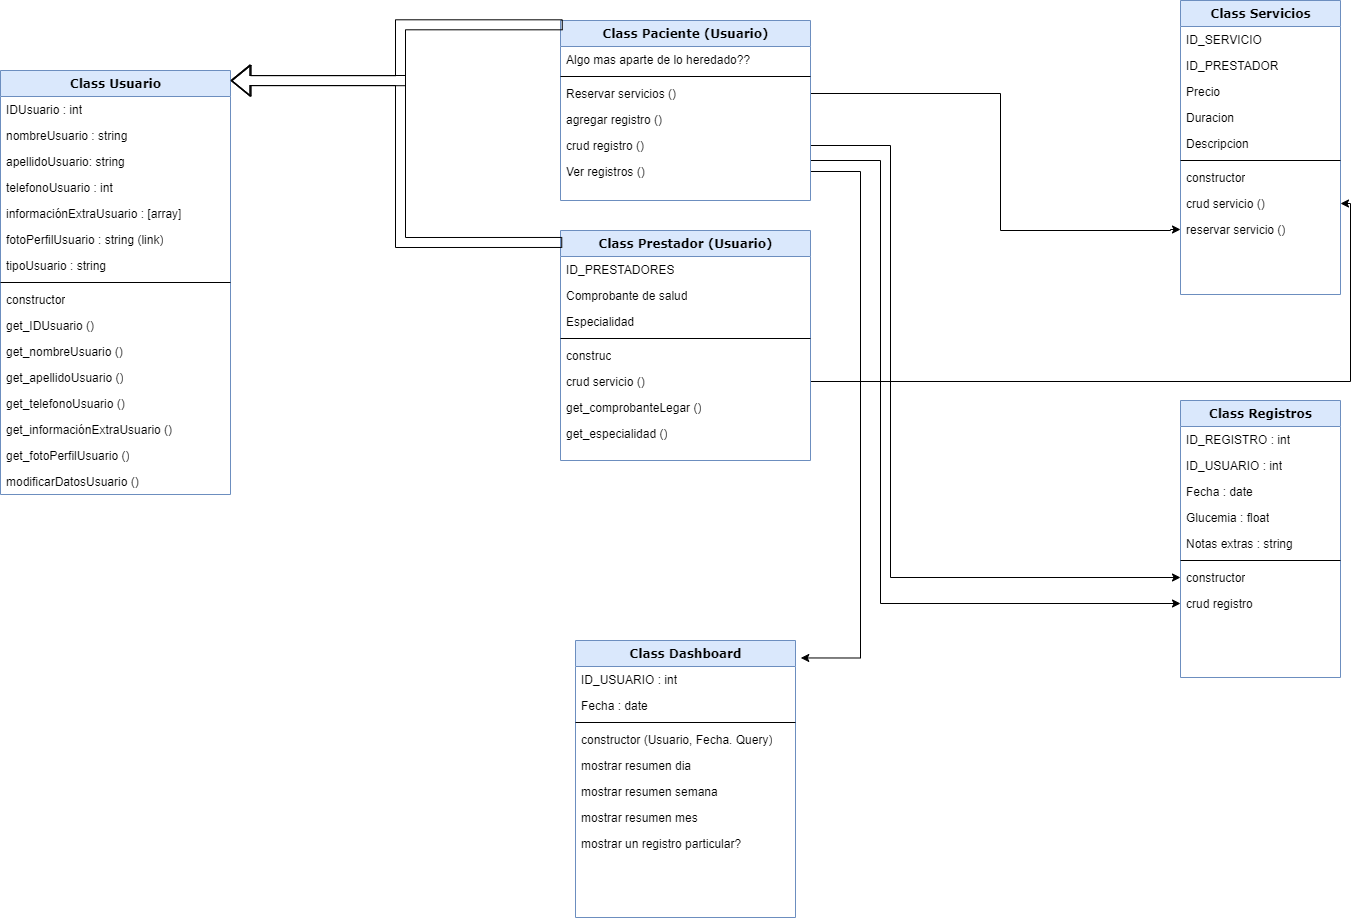 Class Usuario
IDUsuario : int
nombreUsuario : string
apellidoUsuario: string
telefonoUsuario : int
informaciónExtraUsuario : [array]
fotoPerfilUsuario : string (link)
tipoUsuario : string
constructor
get_IDUsuario ()
get_nombreUsuario ()
get_apellidoUsuario ()
get_telefonoUsuario ()
get_informaciónExtraUsuario ()
get_fotoPerfilUsuario ()
modificarDatosUsuario ()
Class Paciente (Usuario)
Algo mas aparte de lo heredado??
Reservar servicios ()
agregar registro ()
crud registro ()
Ver registros ()
Class Prestador (Usuario)
ID_PRESTADORES
Comprobante de salud
Especialidad
construc
crud servicio ()
get_comprobanteLegar ()
get_especialidad ()
Class Servicios
ID_SERVICIO
ID_PRESTADOR
Precio
Duracion
Descripcion
constructor
crud servicio ()
reservar servicio ()
Class Registros
ID_REGISTRO : int
ID_USUARIO : int
Fecha : date
Glucemia : float
Notas extras : string
constructor
crud registro
Class Dashboard
ID_USUARIO : int
Fecha : date
constructor (Usuario, Fecha. Query)
mostrar resumen dia
mostrar resumen semana
mostrar resumen mes
mostrar un registro particular?